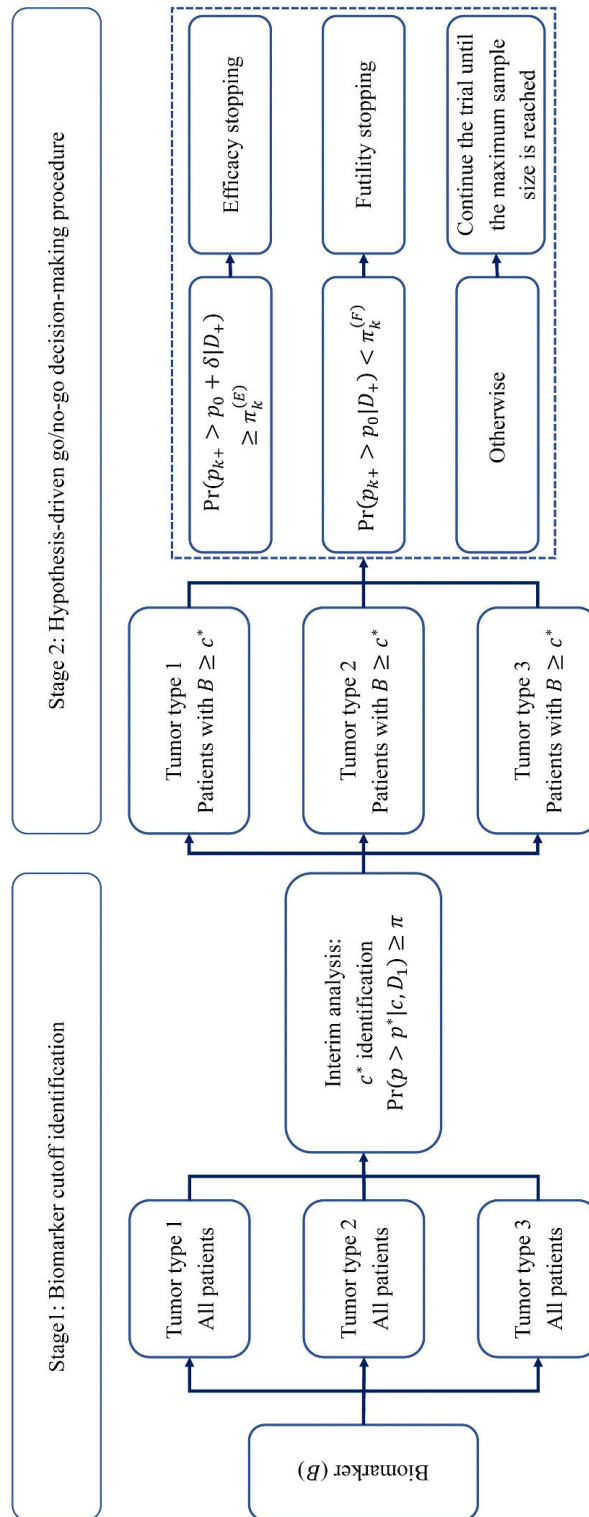 Stage1: Biomarker cutoff identification
Stage 2: Hypothesis-driven go/no-go decision-making procedure
Biomarker (B)
Tumor type 1
All patients
Tumor type 2
All patients
Tumor type 3
All patients
Interim analysis:
c* identification
Pr(p > p*|c, D₁) ≥ π
Tumor type 1
Patients with B ≥ c*
Tumor type 2
Patients with B ≥ c*
Tumor type 3
Patients with B ≥ c*
Pr(pₖ₊ > p₀ + δ|D₊)
≥ πₖ⁽ᴱ⁾
Efficacy stopping
Pr(pₖ₊ > p₀|D₊) < πₖ⁽ꟳ⁾
Futility stopping
Otherwise
Continue the trial until
the maximum sample
size is reached